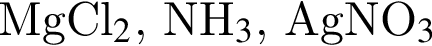 MgCl₂, NH₃, AgNO₃